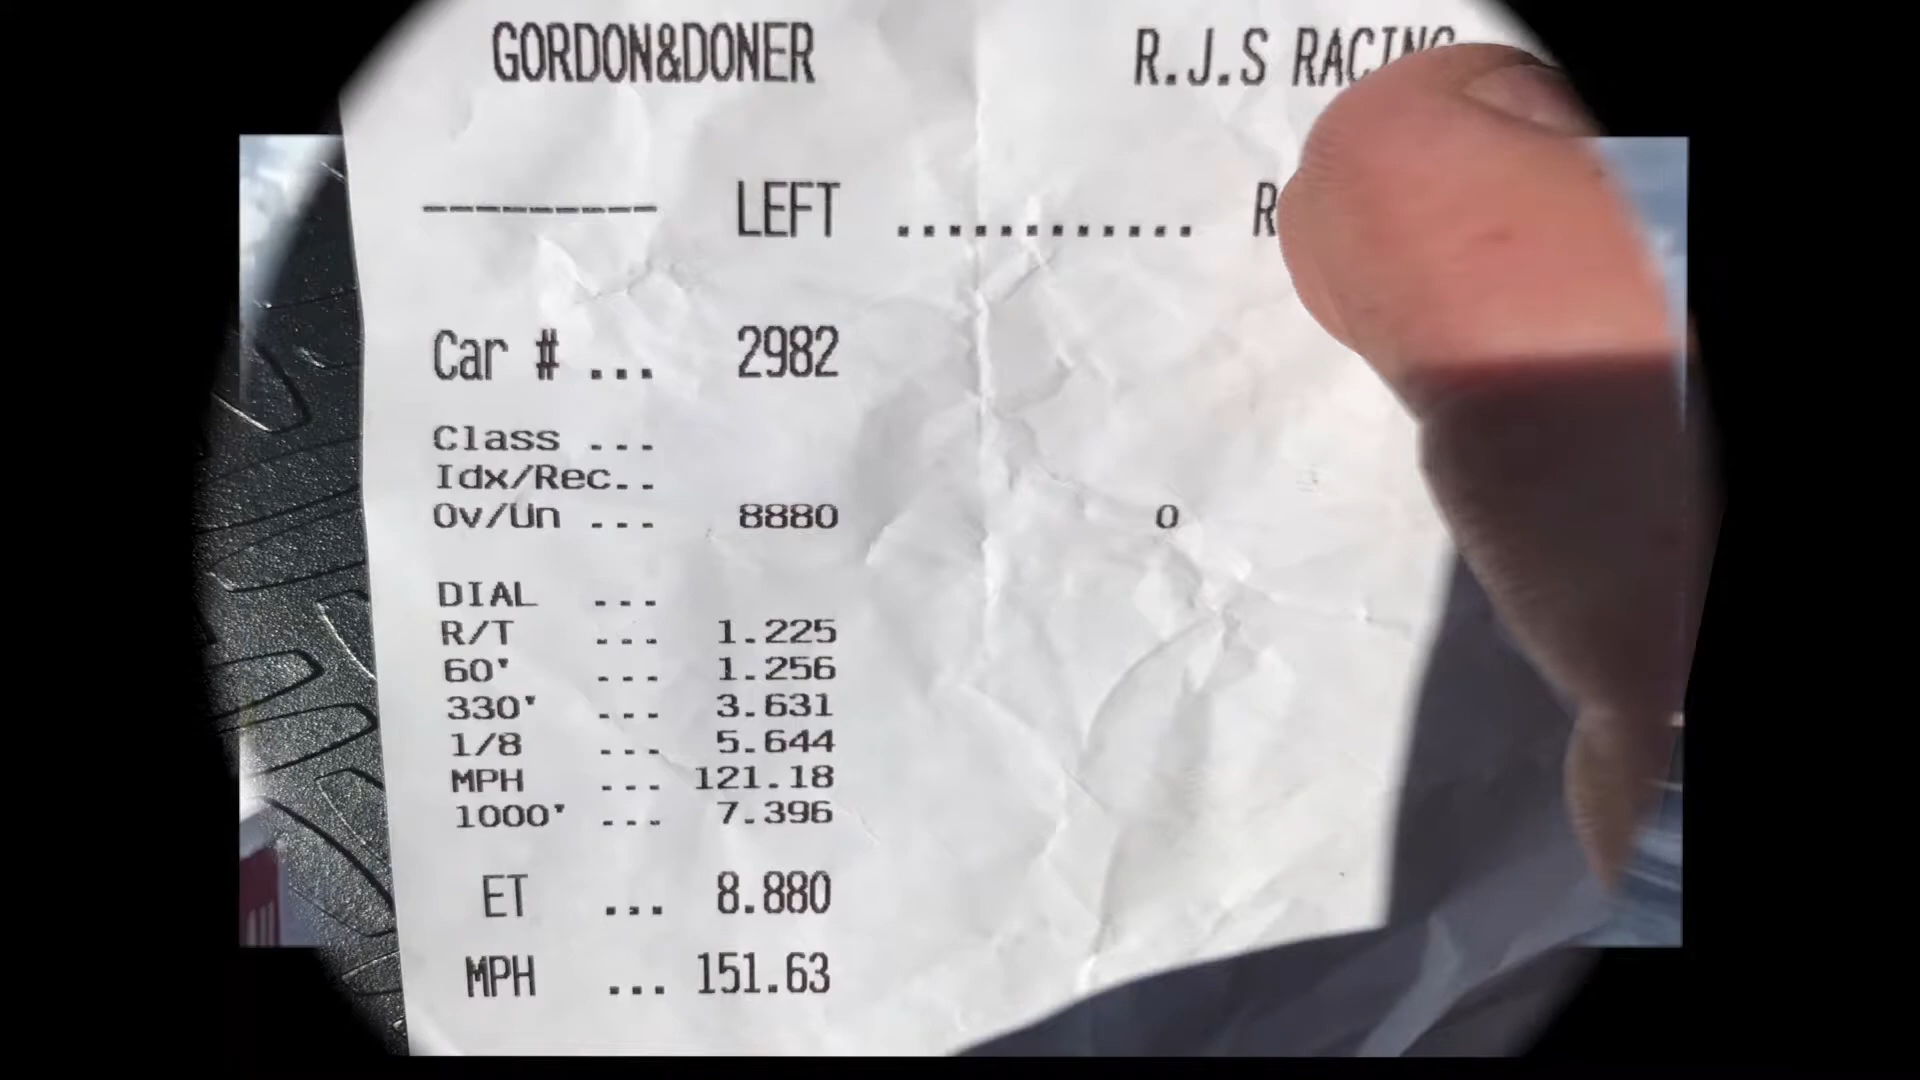 GORDON&DONER R.J.S RACING
--------- LEFT ............ R
Car # ... 2982
Class ...
Idx/Rec..
Ov/Un ... 8880 0
DIAL ...
R/T ... 1.225
60' ... 1.256
330' ... 3.631
1/8 ... 5.644
MPH ... 121.18
1000' ... 7.396
ET ... 8.880
MPH ... 151.63